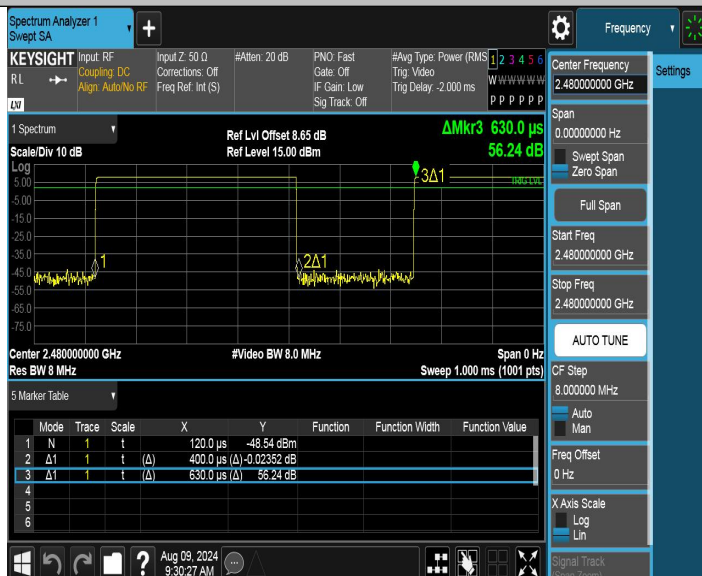 Spectrum Analyzer 1
Swept SA
+
Frequency
KEYSIGHT
RL
LXI
Input: RF
Coupling: DC
Align: Auto/No RF
Input Z: 50 Ω
Corrections: Off
Freq Ref: Int (S)
#Atten: 20 dB
PNO: Fast
Gate: Off
IF Gain: Low
Sig Track: Off
#Avg Type: Power (RMS
Trig: Video
Trig Delay: -2.000 ms
1 2 3 4 5 6
W W W W W W
P P P P P P
Center Frequency
2.480000000 GHz
Settings
Span
0.00000000 Hz
Swept Span
Zero Span
Full Span
Start Freq
2.480000000 GHz
Stop Freq
2.480000000 GHz
AUTO TUNE
CF Step
8.000000 MHz
Auto
Man
Freq Offset
0 Hz
X Axis Scale
Log
Lin
Signal Track
(Span Zoom)
1 Spectrum
Scale/Div 10 dB
Ref Lvl Offset 8.65 dB
Ref Level 15.00 dBm
ΔMkr3 630.0 µs
56.24 dB
Log
5.00
-5.00
-15.0
-25.0
-35.0
-45.0
-55.0
-65.0
-75.0
1
2Δ1
3Δ1
TRIG LVL
Center 2.480000000 GHz
Res BW 8 MHz
#Video BW 8.0 MHz
Span 0 Hz
Sweep 1.000 ms (1001 pts)
5 Marker Table
Mode Trace Scale X Y Function Function Width Function Value
1 N 1 t 120.0 µs -48.54 dBm
2 Δ1 1 t (Δ) 400.0 µs (Δ) -0.02352 dB
3 Δ1 1 t (Δ) 630.0 µs (Δ) 56.24 dB
4
5
6
?
Aug 09, 2024
9:30:27 AM